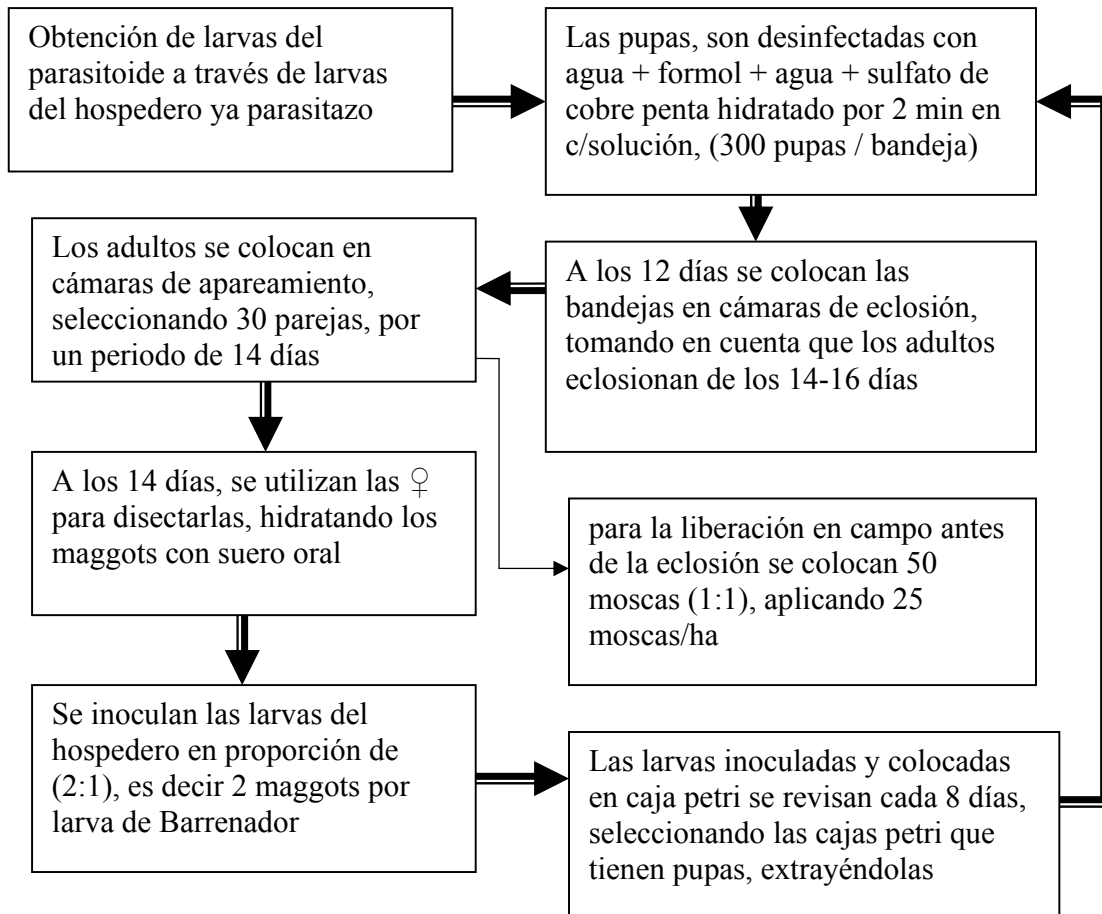 Obtención de larvas del
parasitoide a través de larvas
del hospedero ya parasitazo
Las pupas, son desinfectadas con
agua + formol + agua + sulfato de
cobre penta hidratado por 2 min en
c/solución, (300 pupas / bandeja)
A los 12 días se colocan las
bandejas en cámaras de eclosión,
tomando en cuenta que los adultos
eclosionan de los 14-16 días
Los adultos se colocan en
cámaras de apareamiento,
seleccionando 30 parejas, por
un periodo de 14 días
A los 14 días, se utilizan las ♀
para disectarlas, hidratando los
maggots con suero oral
para la liberación en campo antes
de la eclosión se colocan 50
moscas (1:1), aplicando 25
moscas/ha
Se inoculan las larvas del
hospedero en proporción de
(2:1), es decir 2 maggots por
larva de Barrenador
Las larvas inoculadas y colocadas
en caja petri se revisan cada 8 días,
seleccionando las cajas petri que
tienen pupas, extrayéndolas